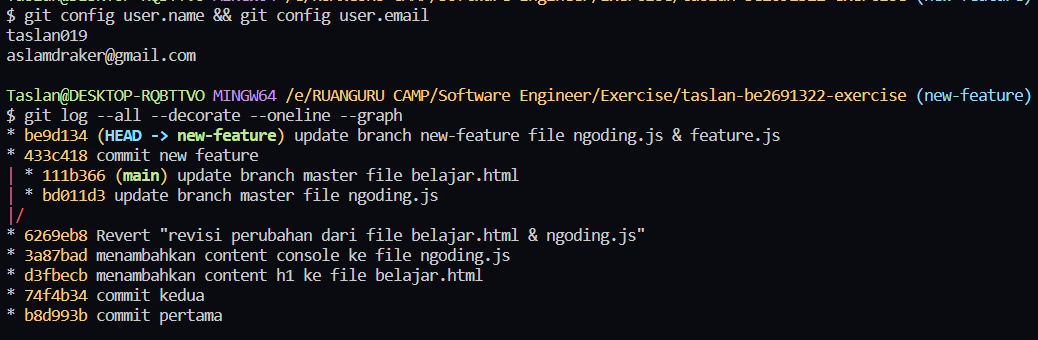 $ git config user.name && git config user.email
taslan019
aslamdraker@gmail.com
Taslan@DESKTOP-RQBTTVO MINGW64 /e/RUANGURU CAMP/Software Engineer/Exercise/taslan-be2691322-exercise (new-feature)
$ git log --all --decorate --oneline --graph
* be9d134 (HEAD -> new-feature) update branch new-feature file ngoding.js & feature.js
* 433c418 commit new feature
| * 111b366 (main) update branch master file belajar.html
| * bd011d3 update branch master file ngoding.js
|/
* 6269eb8 Revert "revisi perubahan dari file belajar.html & ngoding.js"
* 3a87bad menambahkan content console ke file ngoding.js
* d3fbecb menambahkan content h1 ke file belajar.html
* 74f4b34 commit kedua
* b8d993b commit pertama